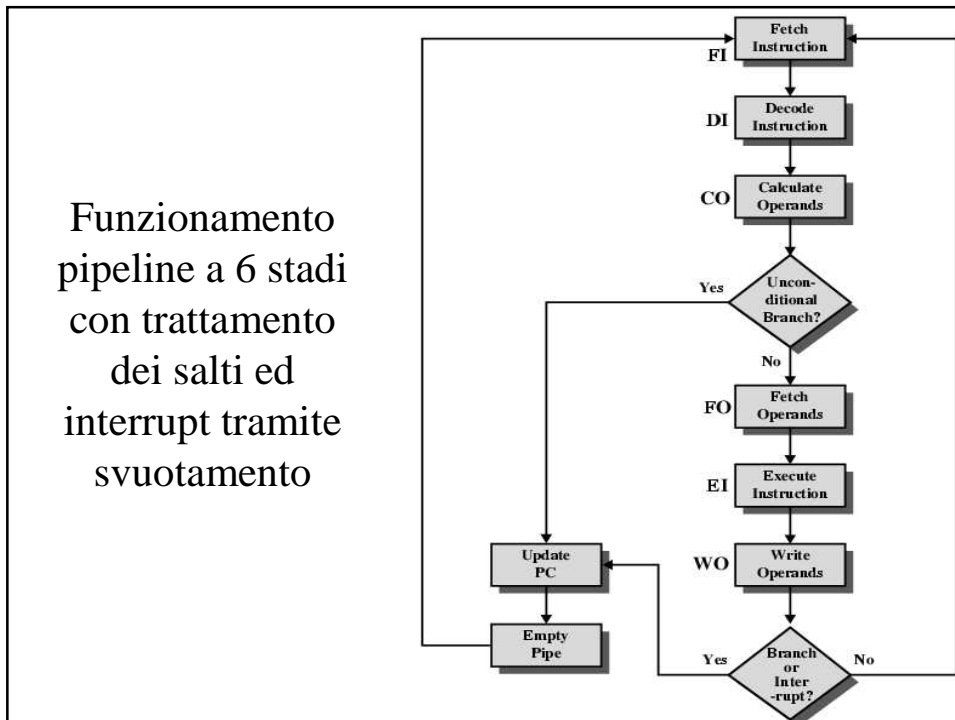 Funzionamento
pipeline a 6 stadi
con trattamento
dei salti ed
interrupt tramite
svuotamento
Fetch
Instruction
FI
Decode
Instruction
DI
Calculate
Operands
CO
Uncon-
ditional
Branch?
Yes
No
Fetch
Operands
FO
Execute
Instruction
EI
Write
Operands
WO
Update
PC
Empty
Pipe
Branch
or
Inter
-rupt?
Yes
No